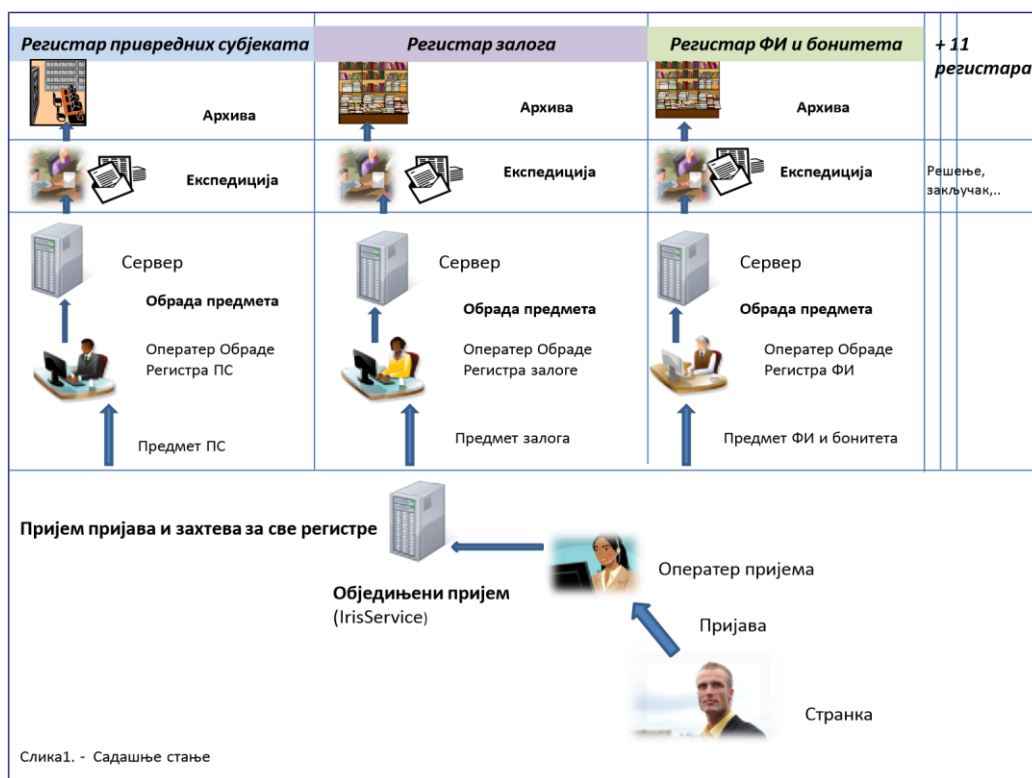 Регистар привредних субјеката
Регистар залога
Регистар ФИ и бонитета
+ 11
регистара
Архива
Архива
Архива
Експедиција
Експедиција
Експедиција
Решење,
закључак,..
Сервер
Сервер
Сервер
Обрада предмета
Обрада предмета
Обрада предмета
Оператер Обраде
Регистра ПС
Оператер Обраде
Регистра залоге
Оператер Обраде
Регистра ФИ
Предмет ПС
Предмет залога
Предмет ФИ и бонитета
Пријем пријава и захтева за све регистре
Обједињени пријем
(IrisService)
Оператер пријема
Пријава
Странка
Слика1. - Садашње стање